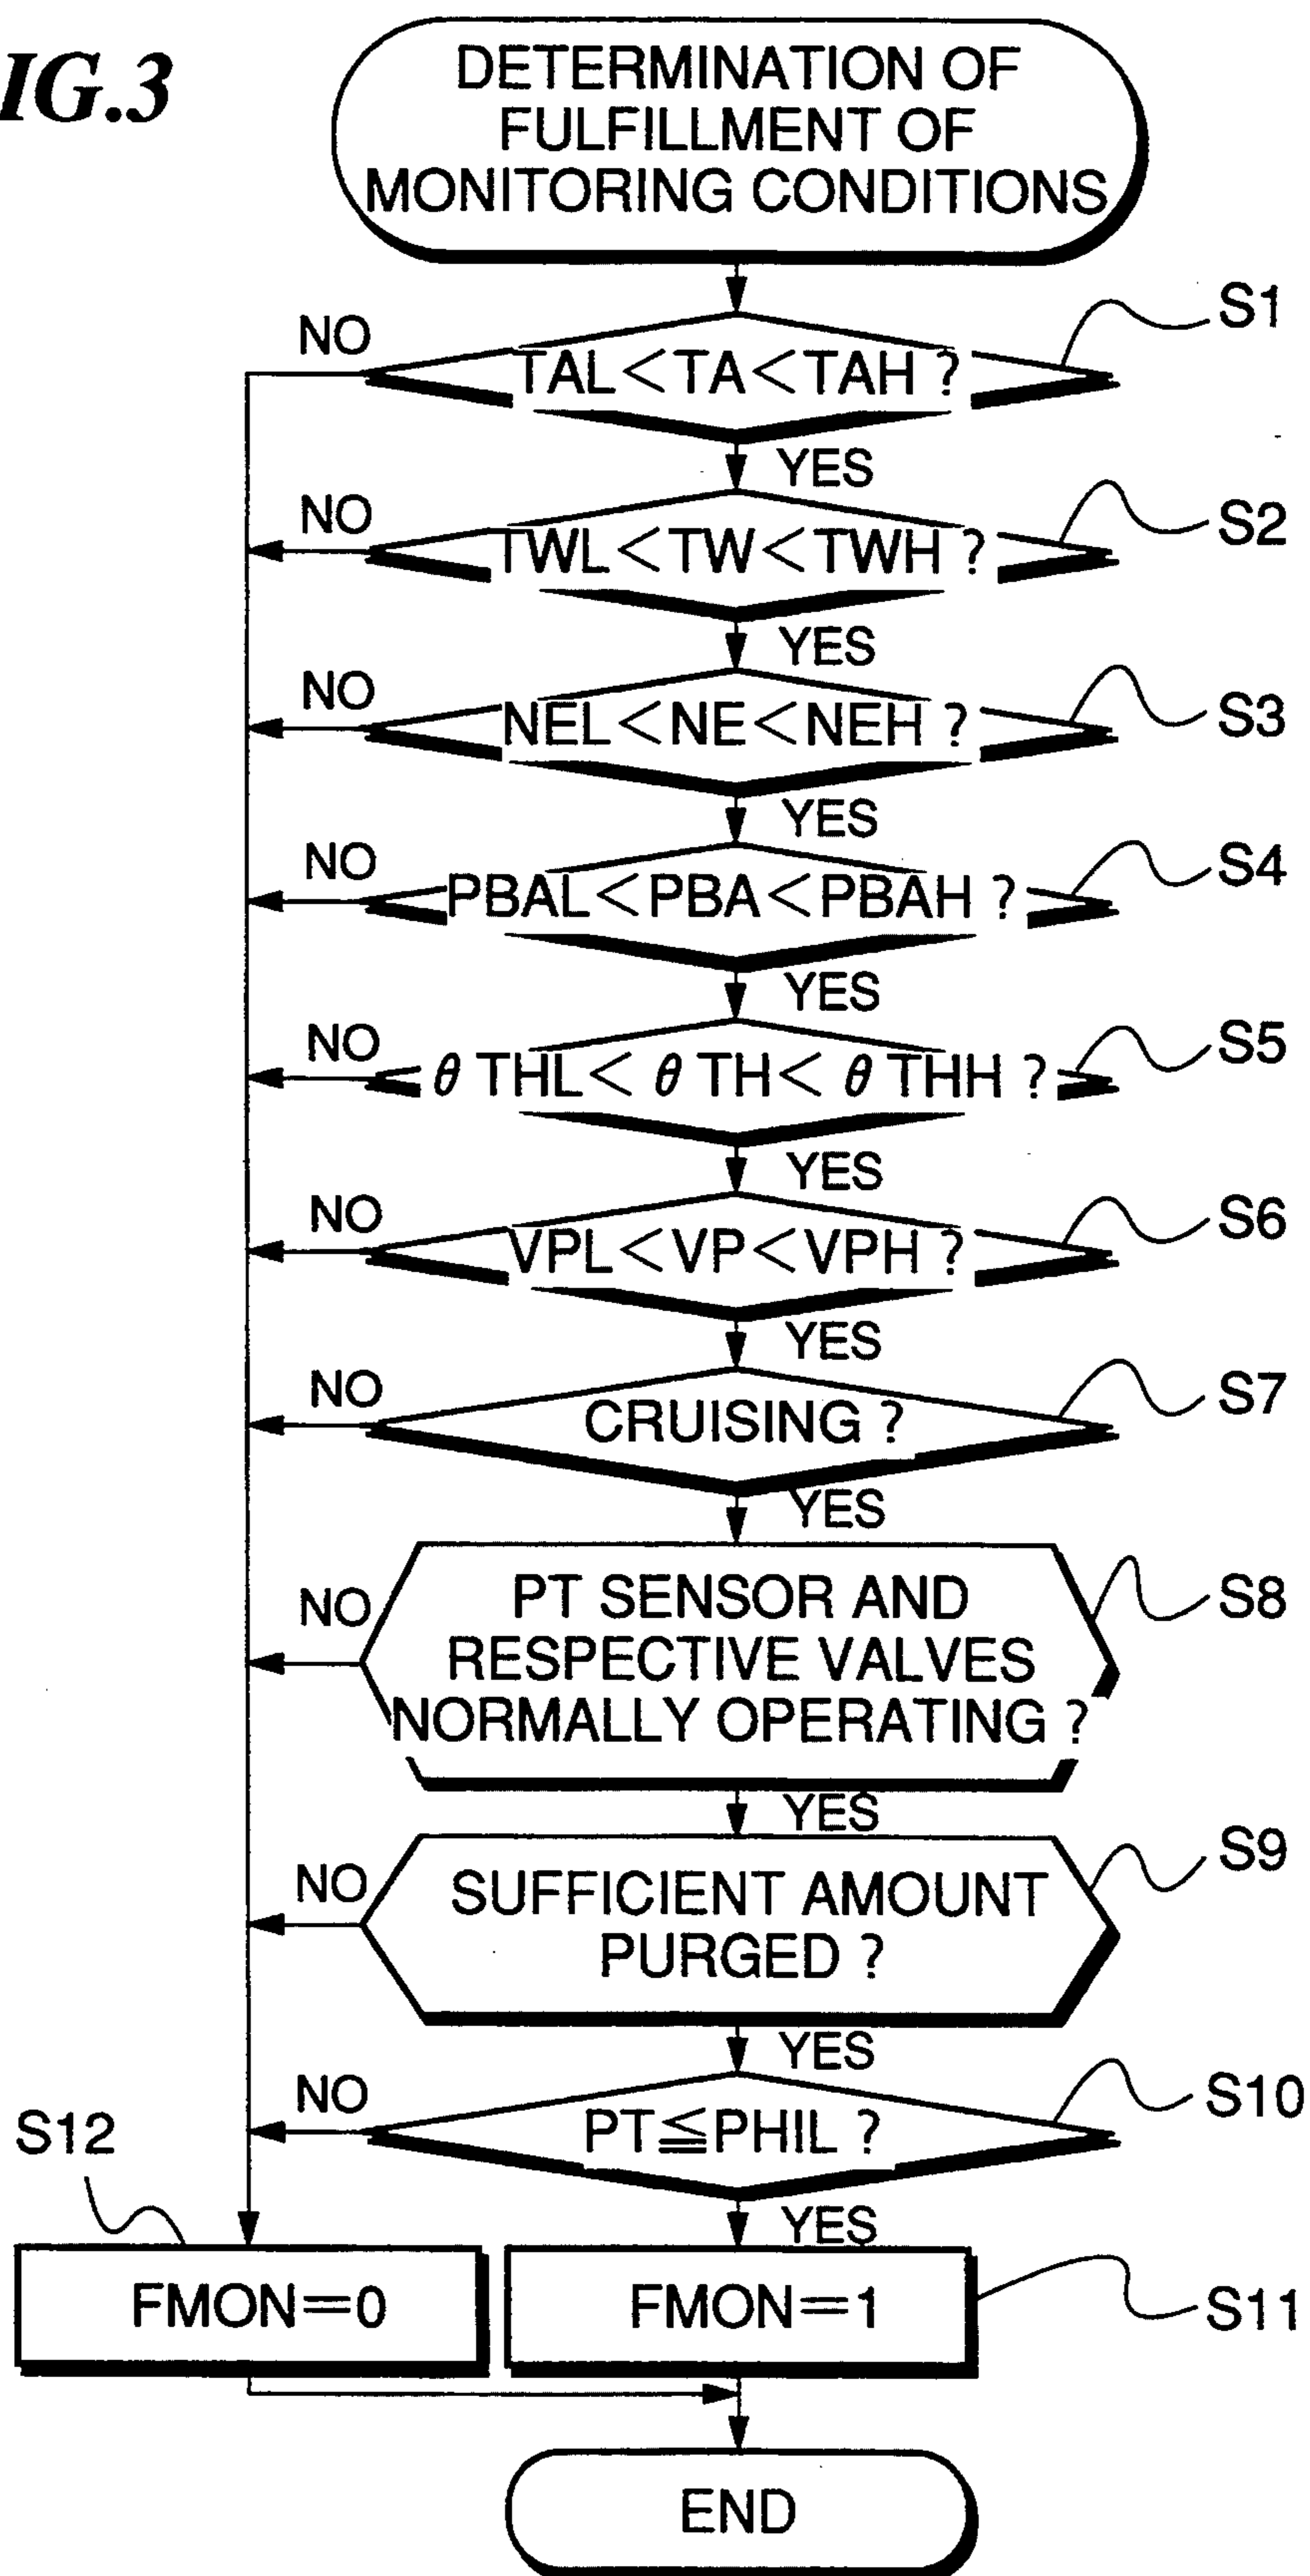 IG.3
DETERMINATION OF
FULFILLMENT OF
MONITORING CONDITIONS
S1
NO
TAL<TA<TAH ?
YES
S2
NO
TWL<TW<TWH ?
YES
S3
NO
NEL<NE<NEH ?
YES
S4
NO
PBAL<PBA<PBAH ?
YES
S5
NO
θ THL< θ TH< θ THH ?
YES
S6
NO
VPL<VP<VPH ?
YES
S7
NO
CRUISING ?
YES
S8
NO
PT SENSOR AND
RESPECTIVE VALVES
NORMALLY OPERATING ?
YES
S9
NO
SUFFICIENT AMOUNT
PURGED ?
YES
S10
NO
PT≦PHIL ?
S12
YES
FMON=0
FMON=1
S11
END